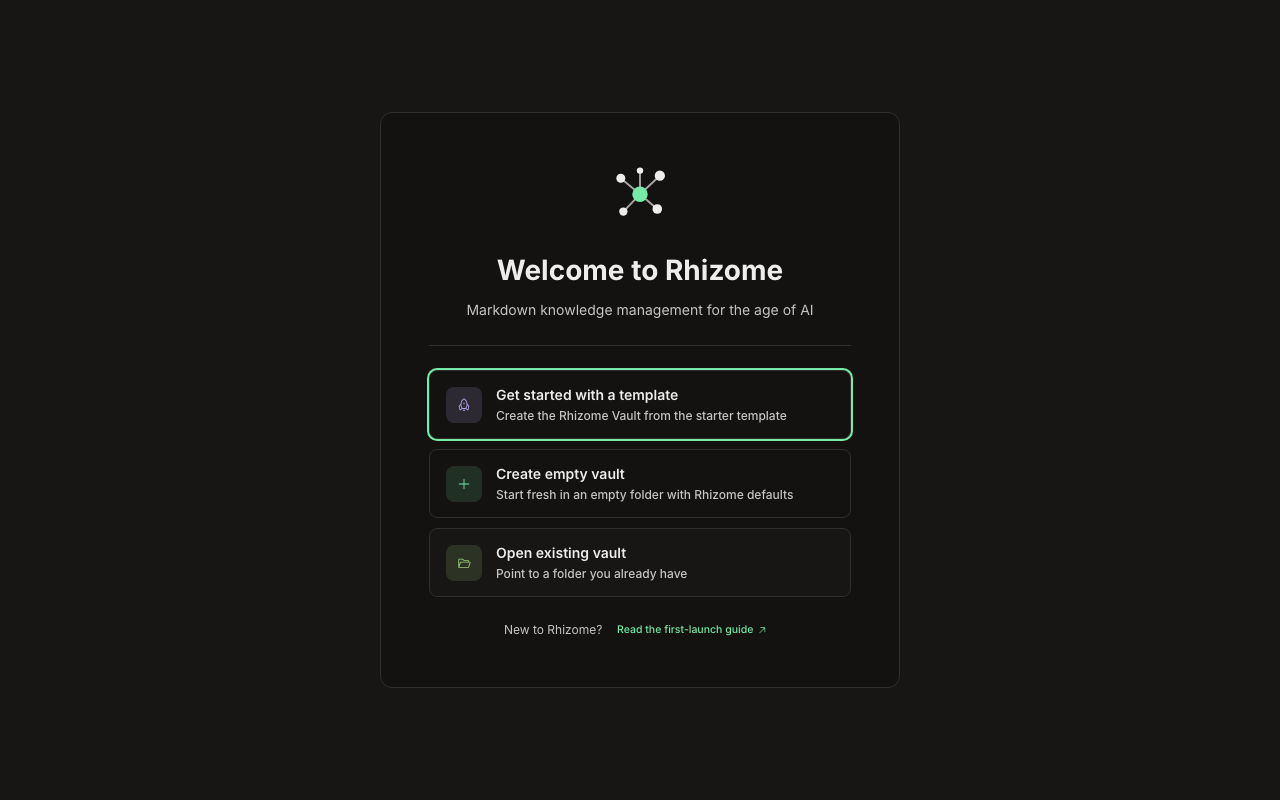 Welcome to Rhizome
Markdown knowledge management for the age of AI
Get started with a template
Create the Rhizome Vault from the starter template
Create empty vault
Start fresh in an empty folder with Rhizome defaults
Open existing vault
Point to a folder you already have
New to Rhizome? Read the first-launch guide ↗